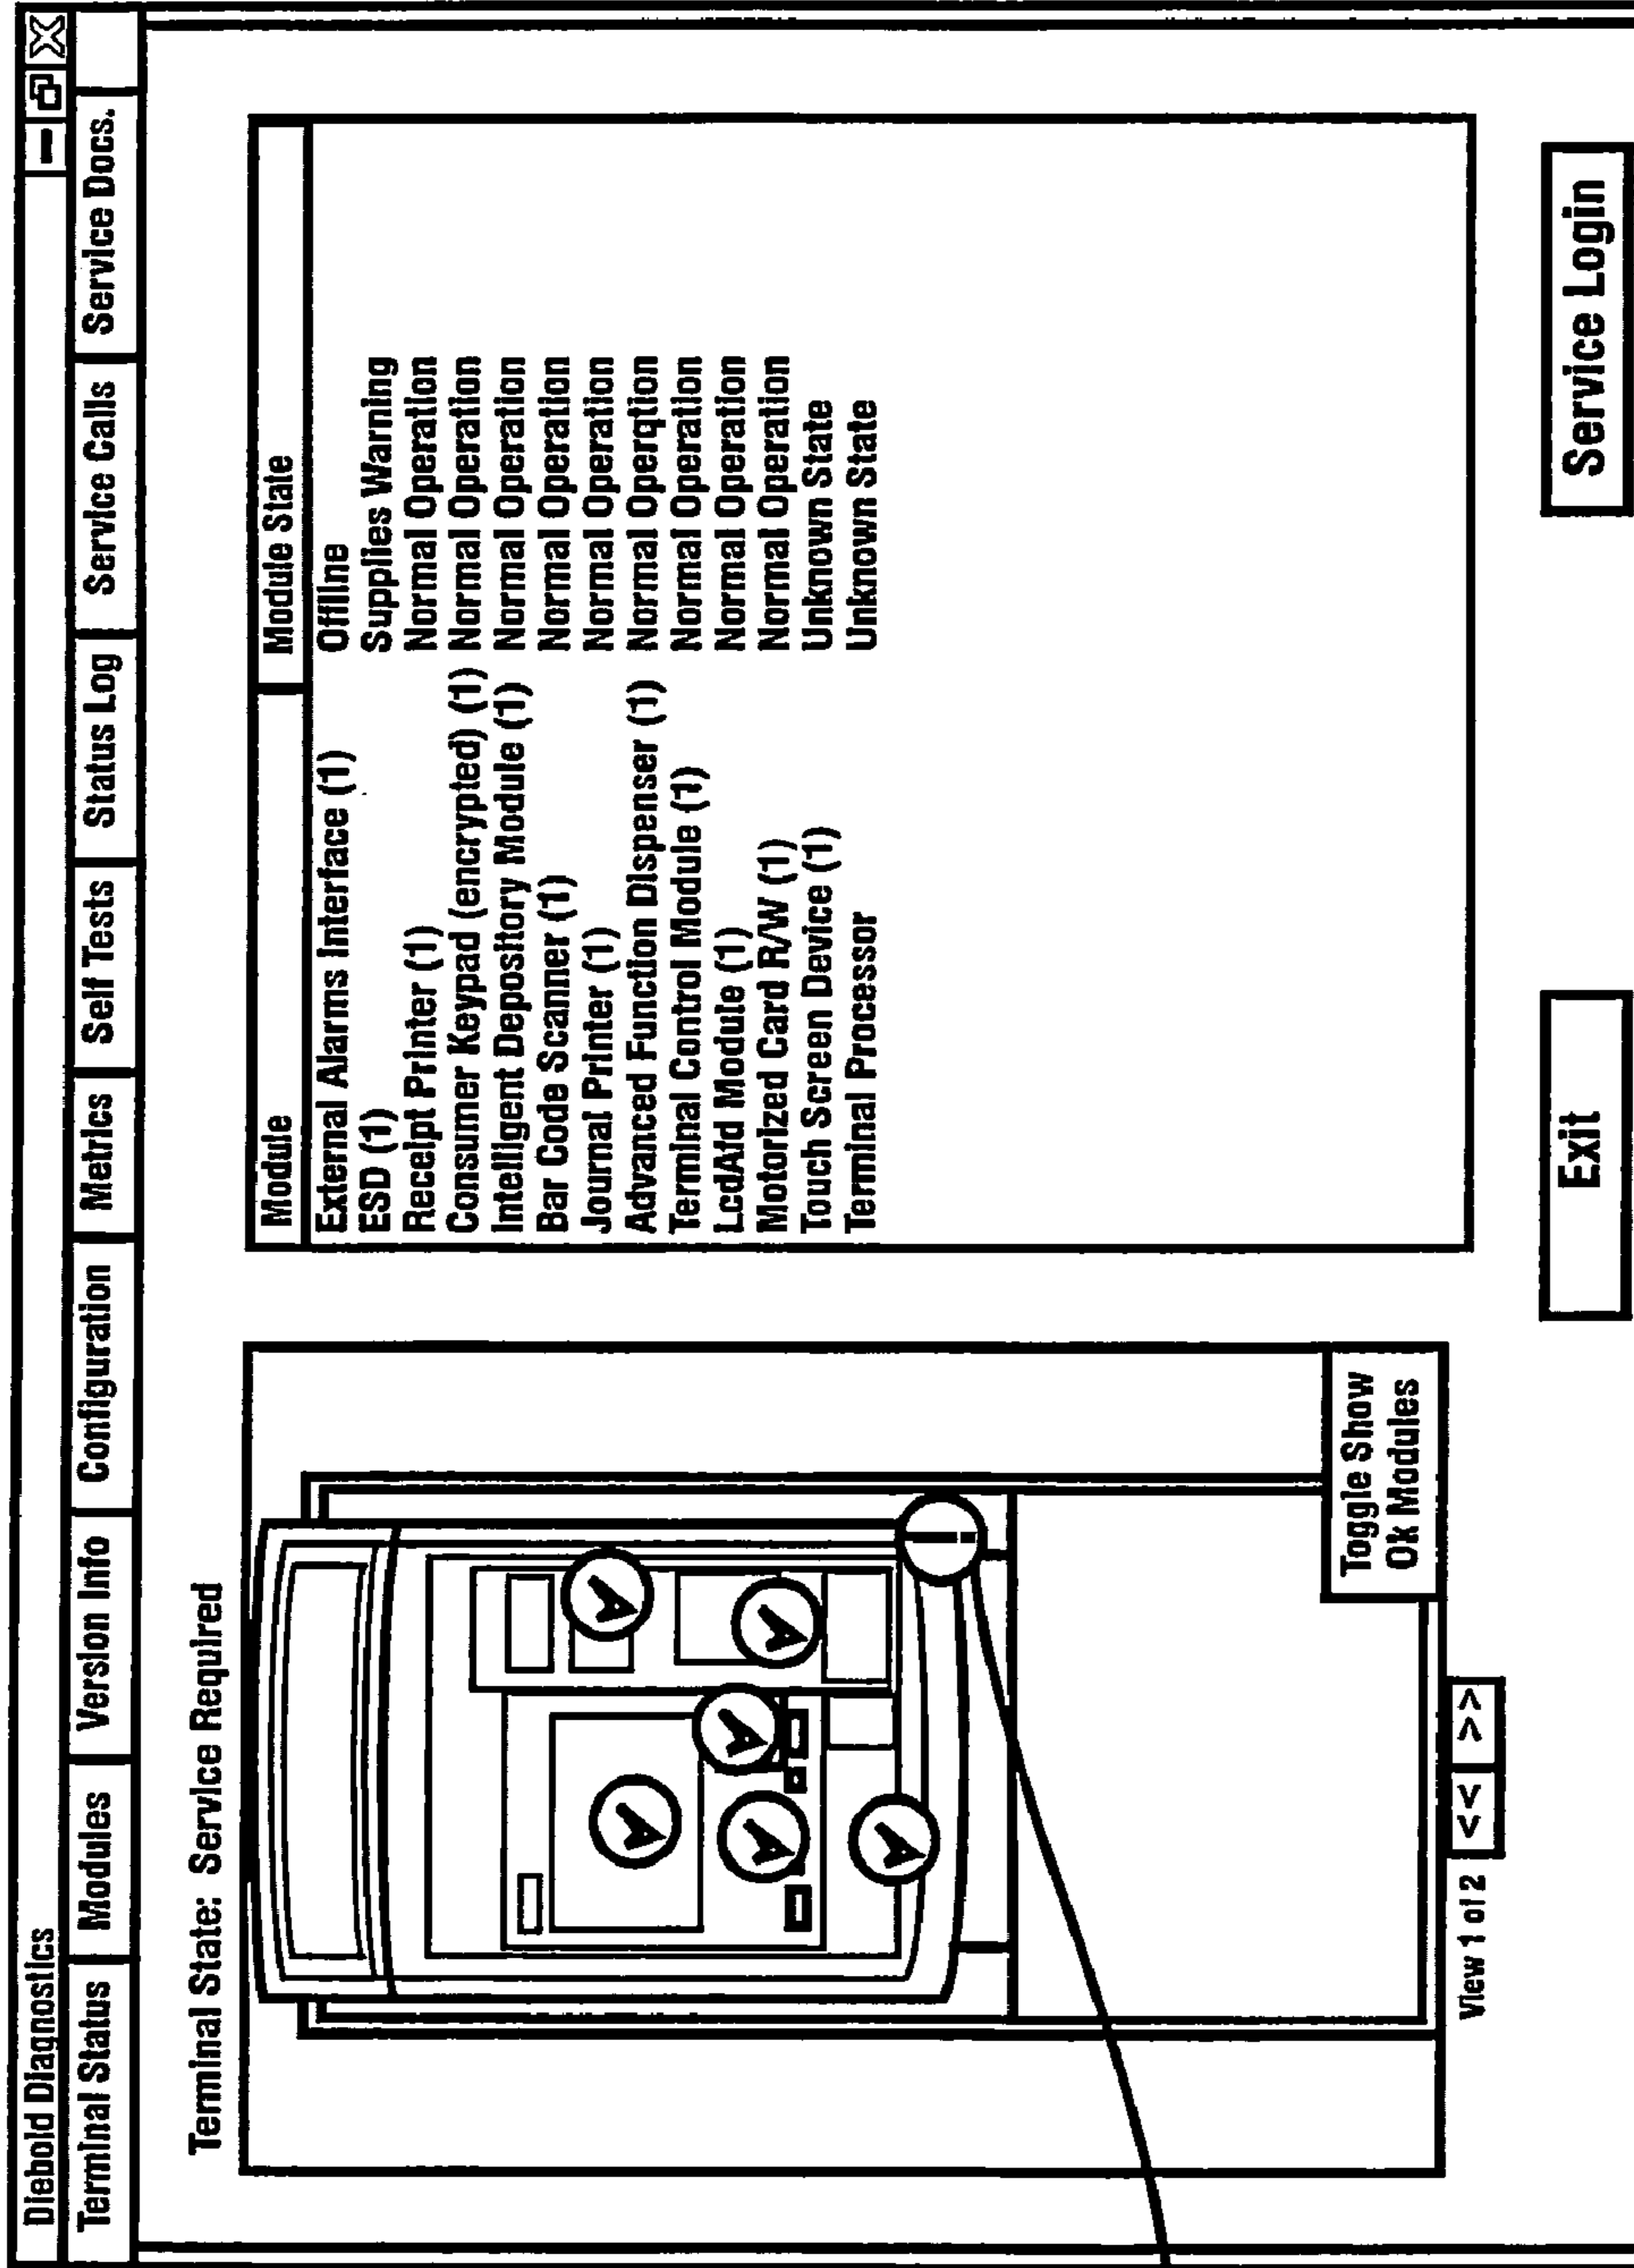 Diebold Diagnostics
Terminal Status Modules Version Info Configuration Metrics Self Tests Status Log Service Calls Service Docs.
Terminal State: Service Required
Toggle Show
Ok Modules
View 1 of 2 << >>
Module Module State
External Alarms Interface (1) Offline
ESD (1) Supplies Warning
Receipt Printer (1) Normal Operation
Consumer Keypad (encrypted) (1) Normal Operation
Intelligent Depository Module (1) Normal Operation
Bar Code Scanner (1) Normal Operation
Journal Printer (1) Normal Operation
Advanced Function Dispenser (1) Normal Operqtion
Terminal Control Module (1) Normal Operation
LcdAfd Module (1) Normal Operation
Motorized Card R/W (1) Normal Operation
Touch Screen Device (1) Unknown State
Terminal Processor Unknown State
Exit Service Login